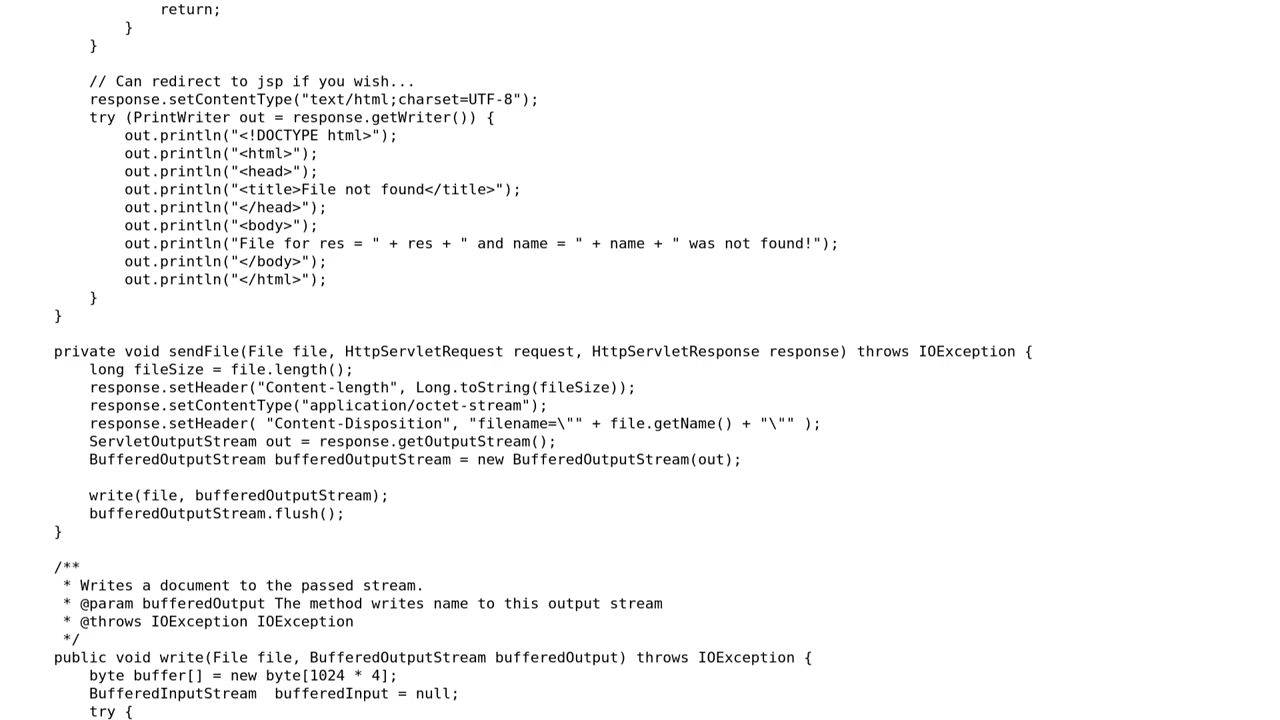 return;
        }
    }

    // Can redirect to jsp if you wish...
    response.setContentType("text/html;charset=UTF-8");
    try (PrintWriter out = response.getWriter()) {
        out.println("<!DOCTYPE html>");
        out.println("<html>");
        out.println("<head>");
        out.println("<title>File not found</title>");
        out.println("</head>");
        out.println("<body>");
        out.println("File for res = " + res + " and name = " + name + " was not found!");
        out.println("</body>");
        out.println("</html>");
    }
}

private void sendFile(File file, HttpServletRequest request, HttpServletResponse response) throws IOException {
    long fileSize = file.length();
    response.setHeader("Content-length", Long.toString(fileSize));
    response.setContentType("application/octet-stream");
    response.setHeader( "Content-Disposition", "filename=\"" + file.getName() + "\"" );
    ServletOutputStream out = response.getOutputStream();
    BufferedOutputStream bufferedOutputStream = new BufferedOutputStream(out);

    write(file, bufferedOutputStream);
    bufferedOutputStream.flush();
}

/**
 * Writes a document to the passed stream.
 * @param bufferedOutput The method writes name to this output stream
 * @throws IOException IOException
 */
public void write(File file, BufferedOutputStream bufferedOutput) throws IOException {
    byte buffer[] = new byte[1024 * 4];
    BufferedInputStream  bufferedInput = null;
    try {